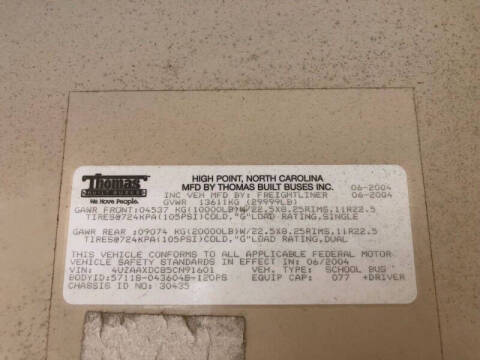 Thomas
BUILT BUSES
We Move People.
HIGH POINT, NORTH CAROLINA
MFD BY THOMAS BUILT BUSES INC. 06-2004
INC VEH MFD BY: FREIGHTLINER 06-2004
GVWR 13611KG (29999LB)
GAWR FRONT:04537 KG(10000LB)W/22.5X8.25RIMS,11R22.5
TIRES@724KPA(105PSI)COLD,"G"LOAD RATING,SINGLE
GAWR REAR :09074 KG(20000LB)W/22.5X8.25RIMS,11R22.5
TIRES@724KPA(105PSI)COLD,"G"LOAD RATING,DUAL
THIS VEHICLE CONFORMS TO ALL APPLICABLE FEDERAL MOTOR
VEHICLE SAFETY STANDARDS IN EFFECT IN: 06/2004
VIN: 4UZAAXDC85CN91601 VEH. TYPE: SCHOOL BUS
BODYID:5711S-043604B-12DPS EQUIP CAP: 077 +DRIVER
CHASSIS ID NO: 30435